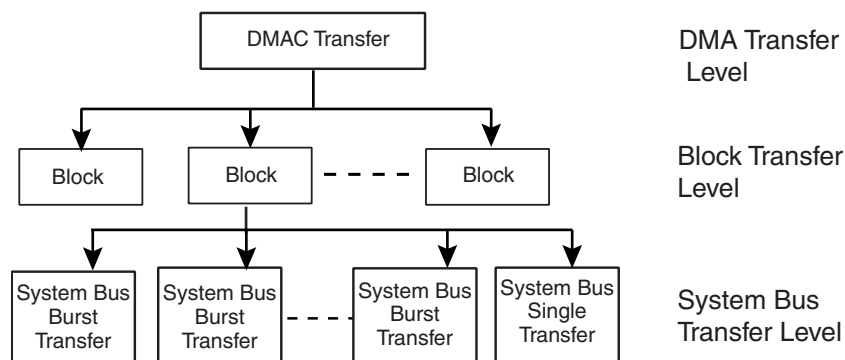 DMAC Transfer
DMA Transfer
Level
Block
Block
Block
Block Transfer
Level
System Bus
Burst
Transfer
System Bus
Burst
Transfer
System Bus
Burst
Transfer
System Bus
Single
Transfer
System Bus
Transfer Level